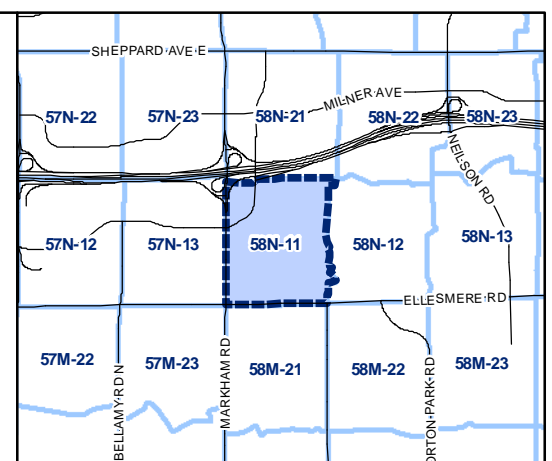 SHEPPARD AVE E
MILNER AVE
57N-22 57N-23 58N-21 58N-22 58N-23
NEILSON RD
57N-12 57N-13 58N-11 58N-12 58N-13
ELLESMERE RD
57M-22 57M-23 58M-21 58M-22 58M-23
BELLAMY RD N
MARKHAM RD
ORTON PARK RD